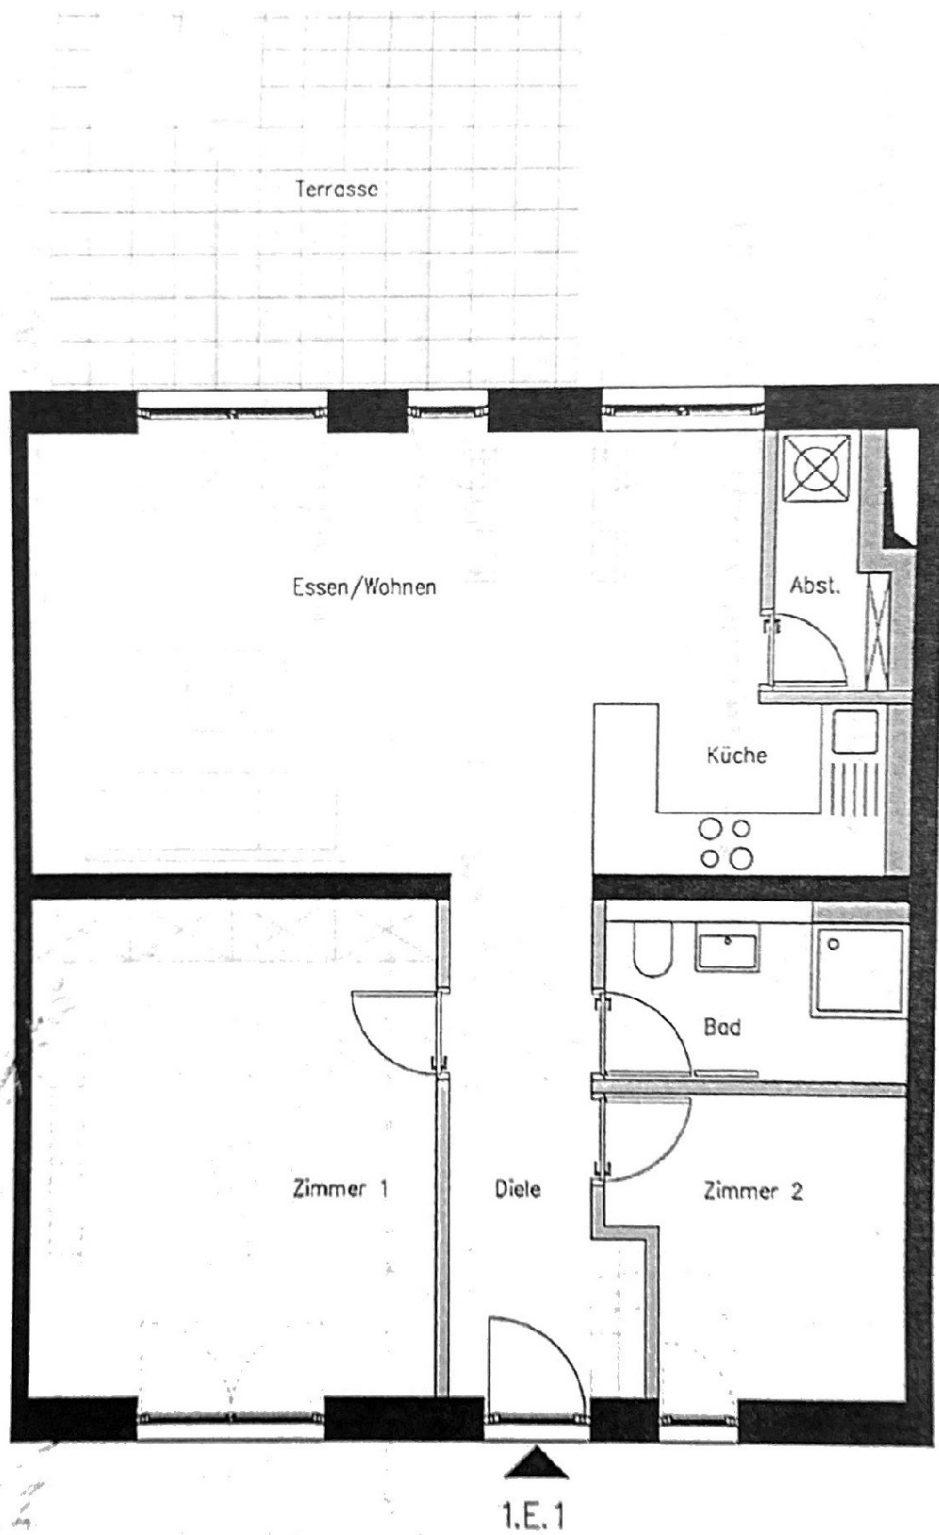 Terrasse
Essen/Wohnen
Abst.
Küche
Bad
Zimmer 1
Diele
Zimmer 2
1.E.1